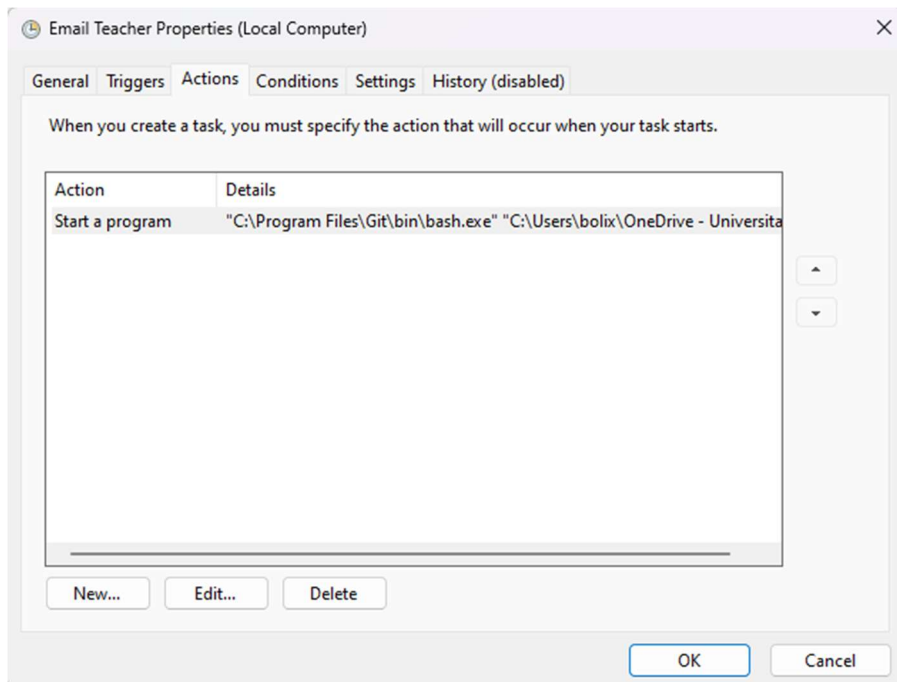 Email Teacher Properties (Local Computer)
General Triggers Actions Conditions Settings History (disabled)
When you create a task, you must specify the action that will occur when your task starts.
Action Details
Start a program "C:\Program Files\Git\bin\bash.exe" "C:\Users\bolix\OneDrive - Universita
New... Edit... Delete
OK Cancel